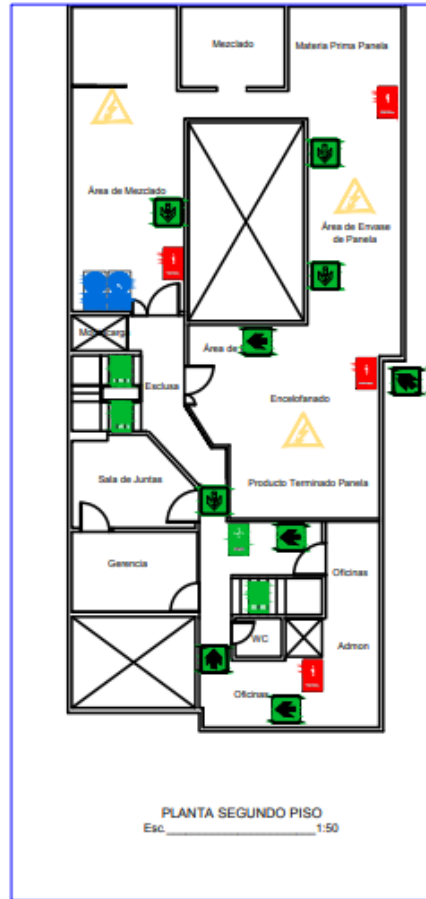 Mezclado
Materia Prima Panela
Área de Mezclado
Área de Envase
de Panela
Área de
Esclusa
Encelofanado
Sala de Juntas
Producto Terminado Panela
Gerencia
Oficinas
WC
Admon
Oficinas
PLANTA SEGUNDO PISO
Esc.______________________1:50